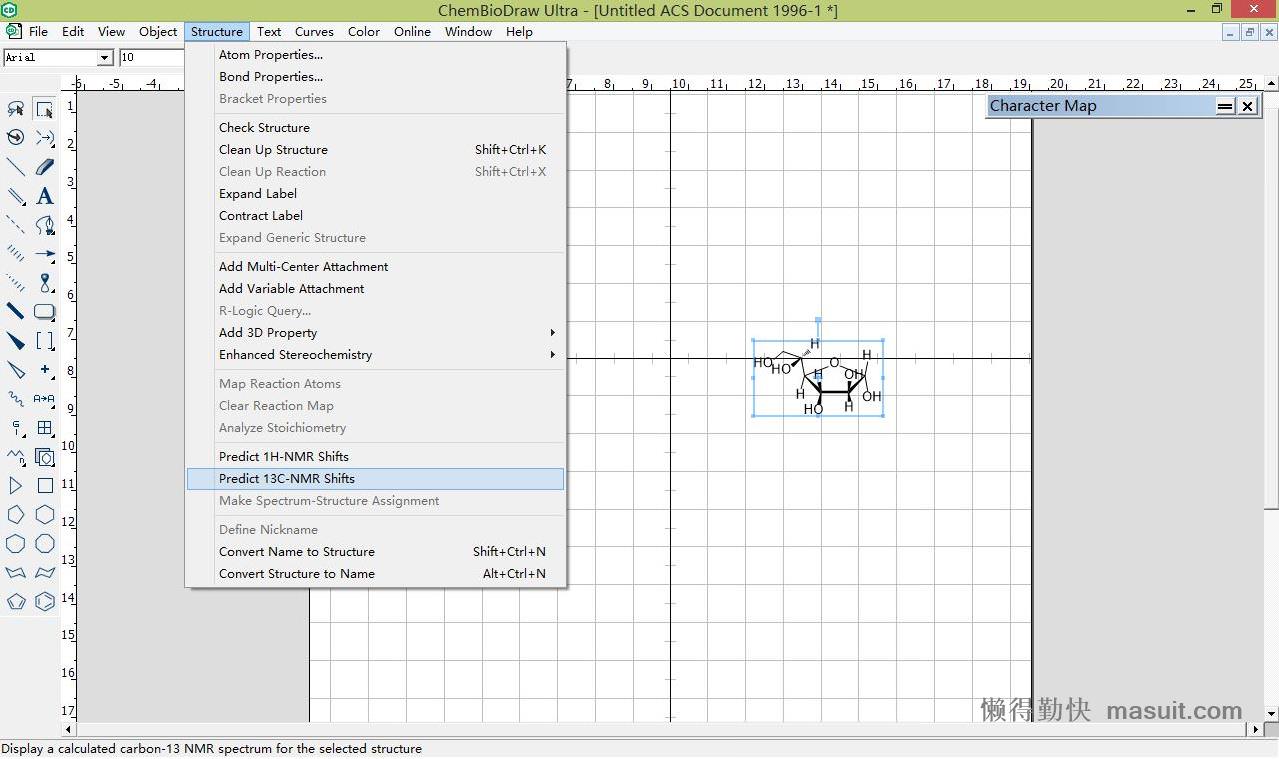 ChemBioDraw Ultra - [Untitled ACS Document 1996-1 *]
File Edit View Object Structure Text Curves Color Online Window Help
Arial 10
Atom Properties...
Bond Properties...
Bracket Properties
Check Structure
Clean Up Structure Shift+Ctrl+K
Clean Up Reaction Shift+Ctrl+X
Expand Label
Contract Label
Expand Generic Structure
Add Multi-Center Attachment
Add Variable Attachment
R-Logic Query...
Add 3D Property
Enhanced Stereochemistry
Map Reaction Atoms
Clear Reaction Map
Analyze Stoichiometry
Predict 1H-NMR Shifts
Predict 13C-NMR Shifts
Make Spectrum-Structure Assignment
Define Nickname
Convert Name to Structure Shift+Ctrl+N
Convert Structure to Name Alt+Ctrl+N
-6 -5 -4 7 8 9 10 11 12 13 14 15 16 17 18 19 20 21 22 23 24 25
1
2
3
4
5
6
7
8
9
10
11
12
13
14
15
16
17
A
Character Map
H
HO O H
HO H OH
H OH
HO H
懒得勤快 masuit.com
Display a calculated carbon-13 NMR spectrum for the selected structure